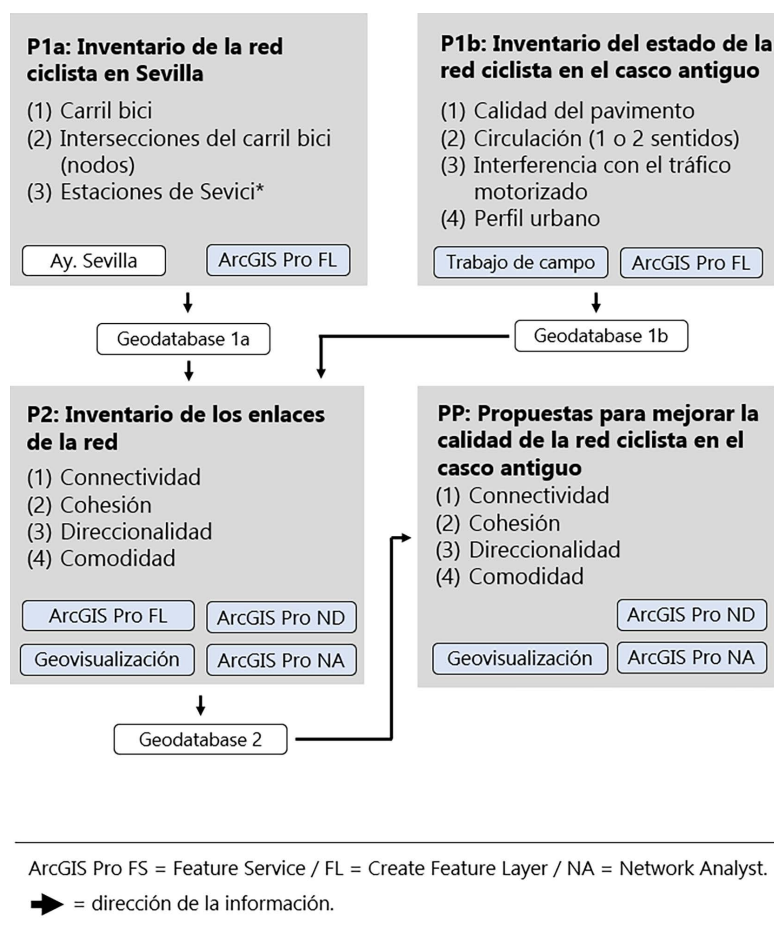 P1a: Inventario de la red
ciclista en Sevilla
(1) Carril bici
(2) Intersecciones del carril bici
(nodos)
(3) Estaciones de Sevici*
Ay. Sevilla
ArcGIS Pro FL
Geodatabase 1a
P1b: Inventario del estado de la
red ciclista en el casco antiguo
(1) Calidad del pavimento
(2) Circulación (1 o 2 sentidos)
(3) Interferencia con el tráfico
motorizado
(4) Perfil urbano
Trabajo de campo
ArcGIS Pro FL
Geodatabase 1b
P2: Inventario de los enlaces
de la red
(1) Connectividad
(2) Cohesión
(3) Direccionalidad
(4) Comodidad
ArcGIS Pro FL
ArcGIS Pro ND
Geovisualización
ArcGIS Pro NA
Geodatabase 2
PP: Propuestas para mejorar la
calidad de la red ciclista en el
casco antiguo
(1) Connectividad
(2) Cohesión
(3) Direccionalidad
(4) Comodidad
ArcGIS Pro ND
Geovisualización
ArcGIS Pro NA
ArcGIS Pro FS = Feature Service / FL = Create Feature Layer / NA = Network Analyst.
= dirección de la información.